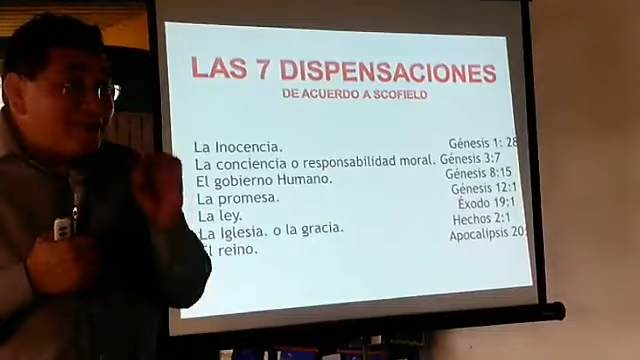 LAS 7 DISPENSACIONES
DE ACUERDO A SCOFIELD
La Inocencia. Génesis 1: 28
La conciencia o responsabilidad moral. Génesis 3:7
El gobierno Humano. Génesis 8:15
La promesa. Génesis 12:1
La ley. Éxodo 19:1
La Iglesia. o la gracia. Hechos 2:1
El reino. Apocalipsis 20: